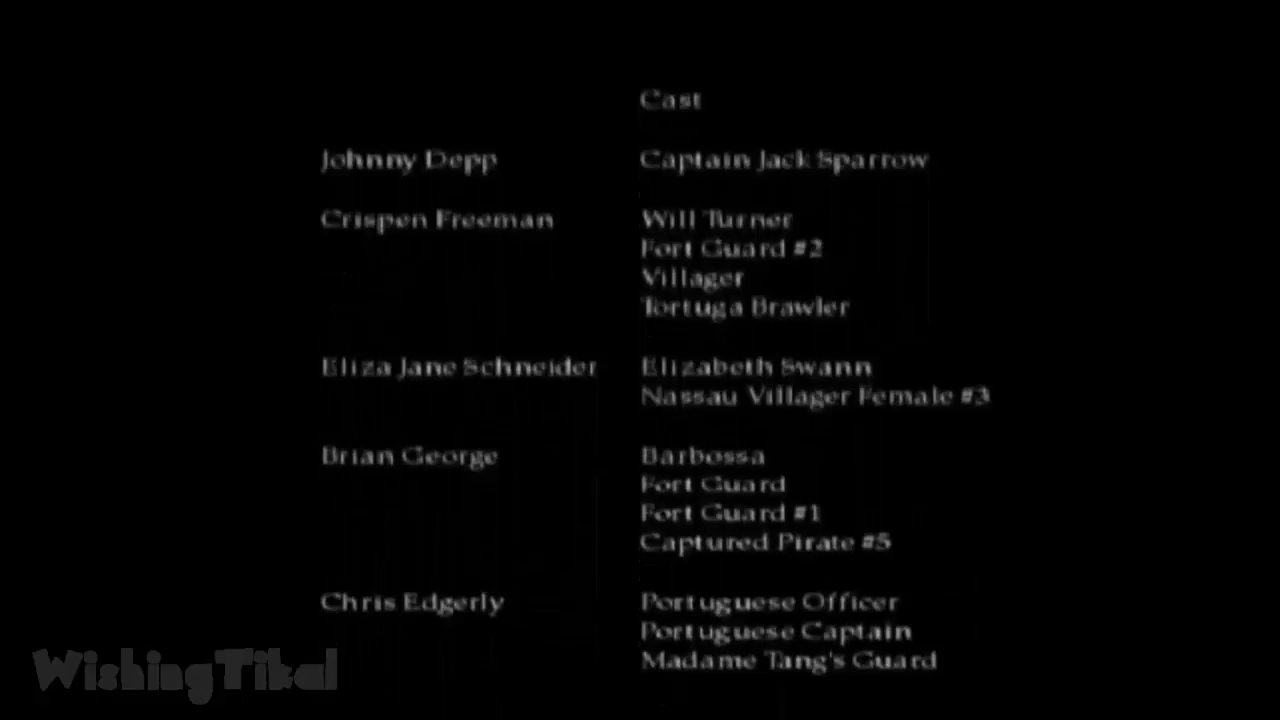 Cast
Johnny Depp Captain Jack Sparrow
Crispen Freeman Will Turner
Fort Guard #2
Villager
Tortuga Brawler
Eliza Jane Schneider Elizabeth Swann
Nassau Villager Female #3
Brian George Barbossa
Fort Guard
Fort Guard #1
Captured Pirate #5
Chris Edgerly Portuguese Officer
Portuguese Captain
Madame Tang's Guard
WishingTikal